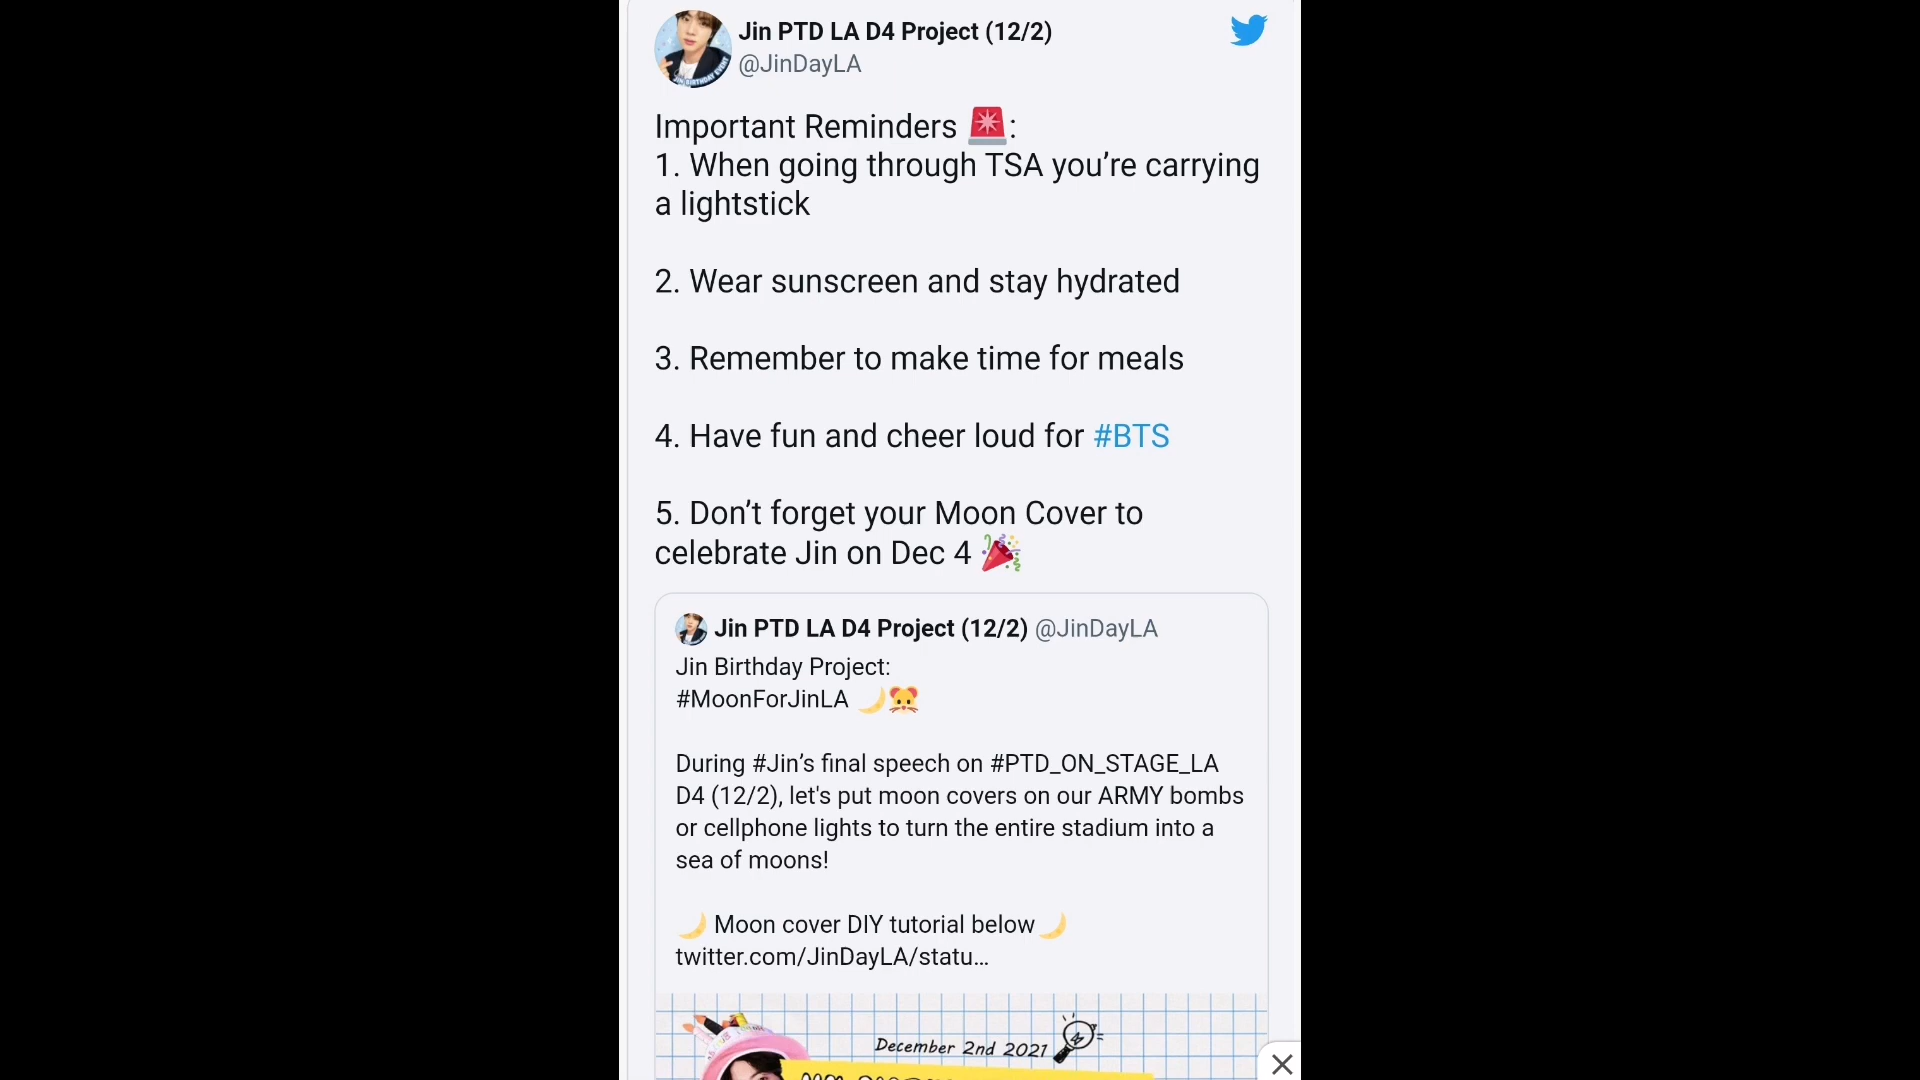 Jin PTD LA D4 Project (12/2)
@JinDayLA
Important Reminders 🚨:
1. When going through TSA you’re carrying
a lightstick
2. Wear sunscreen and stay hydrated
3. Remember to make time for meals
4. Have fun and cheer loud for #BTS
5. Don’t forget your Moon Cover to
celebrate Jin on Dec 4 🎉
Jin PTD LA D4 Project (12/2) @JinDayLA
Jin Birthday Project:
#MoonForJinLA 🌙🐹
During #Jin’s final speech on #PTD_ON_STAGE_LA
D4 (12/2), let's put moon covers on our ARMY bombs
or cellphone lights to turn the entire stadium into a
sea of moons!
🌙 Moon cover DIY tutorial below🌙
twitter.com/JinDayLA/statu…
December 2nd 2021